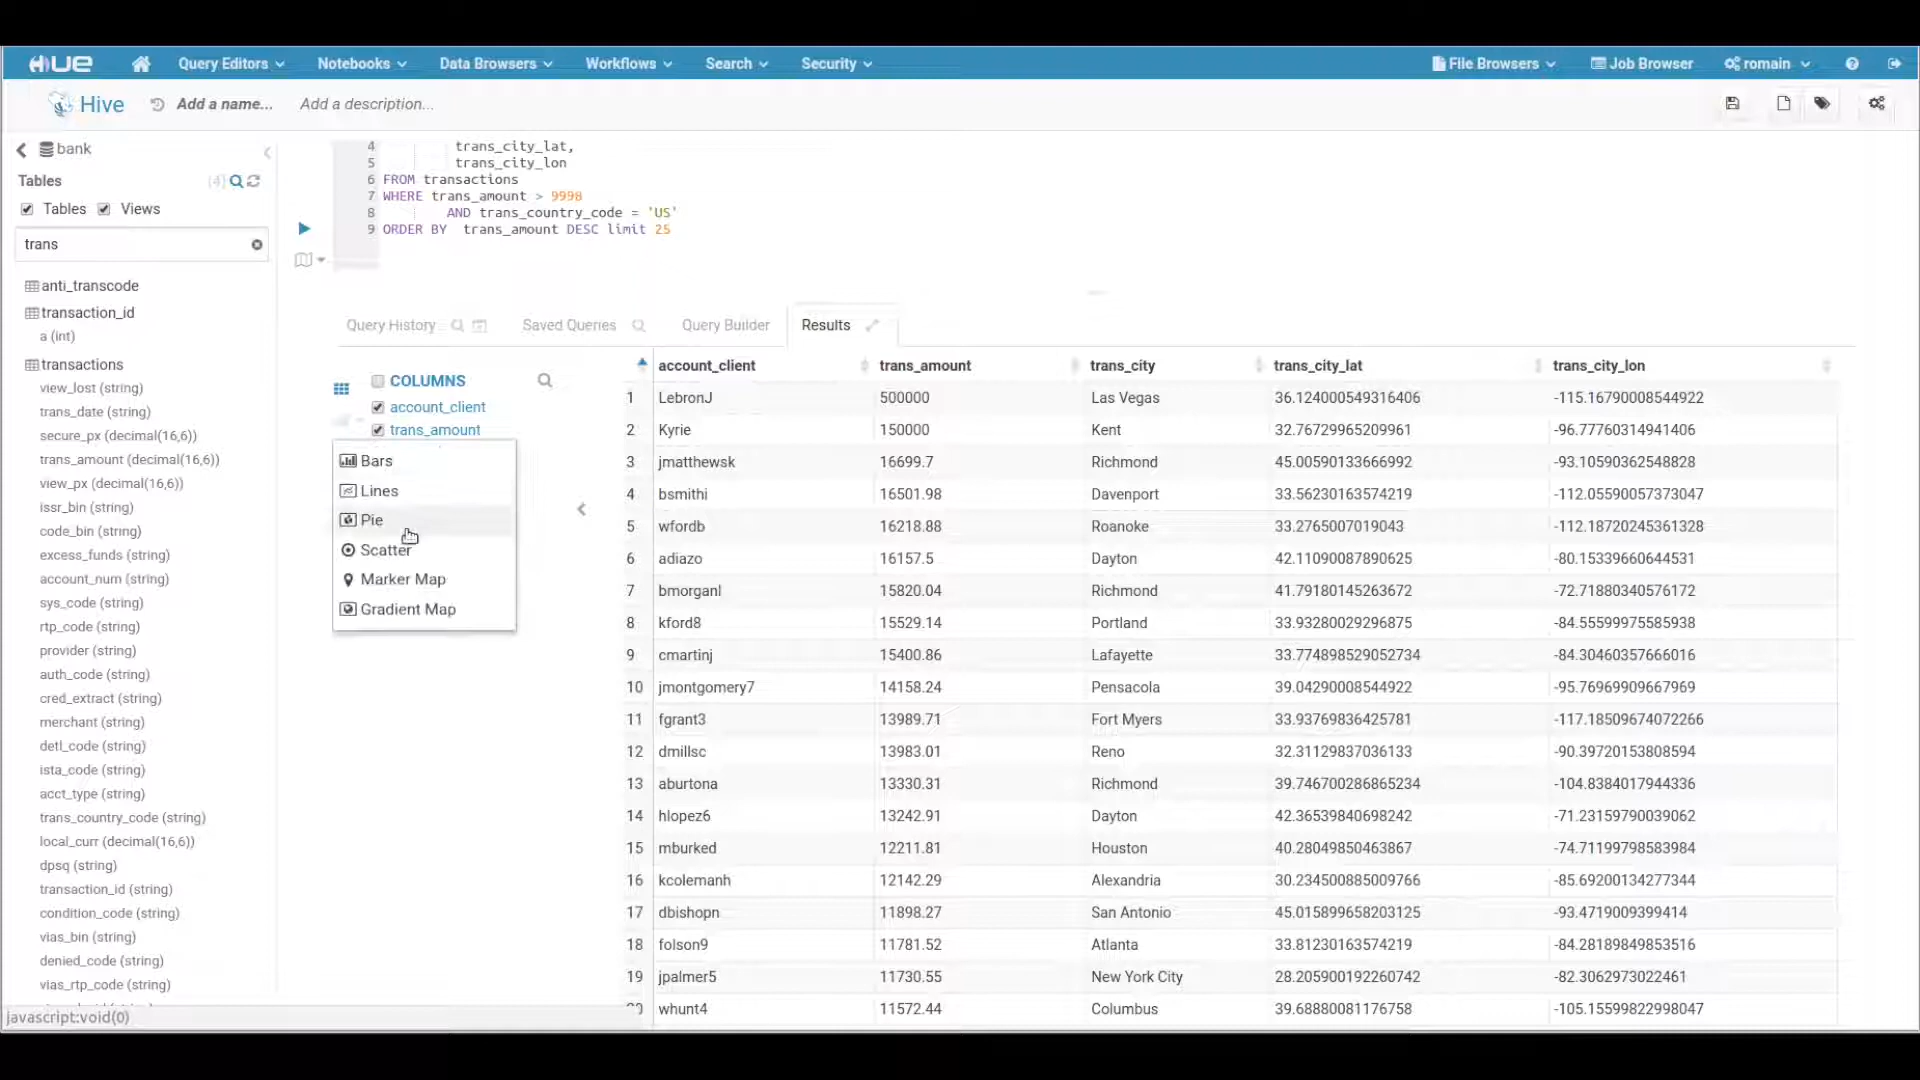 HUE Query Editors Notebooks Data Browsers Workflows Search Security File Browsers Job Browser romain
Hive Add a name... Add a description...
bank
Tables (4)
Tables Views
trans
anti_transcode
transaction_id
a (int)
transactions
view_lost (string)
trans_date (string)
secure_px (decimal(16,6))
trans_amount (decimal(16,6))
view_px (decimal(16,6))
issr_bin (string)
code_bin (string)
excess_funds (string)
account_num (string)
sys_code (string)
rtp_code (string)
provider (string)
auth_code (string)
cred_extract (string)
merchant (string)
detl_code (string)
ista_code (string)
acct_type (string)
trans_country_code (string)
local_curr (decimal(16,6))
dpsq (string)
transaction_id (string)
condition_code (string)
vias_bin (string)
denied_code (string)
vias_rtp_code (string)
javascript:void(0)
4 trans_city_lat,
5 trans_city_lon
6 FROM transactions
7 WHERE trans_amount > 9998
8 AND trans_country_code = 'US'
9 ORDER BY trans_amount DESC limit 25
Query History Saved Queries Query Builder Results
COLUMNS
account_client
trans_amount
Bars
Lines
Pie
Scatter
Marker Map
Gradient Map
account_client trans_amount trans_city trans_city_lat trans_city_lon
1 LebronJ 500000 Las Vegas 36.124000549316406 -115.16790008544922
2 Kyrie 150000 Kent 32.76729965209961 -96.77760314941406
3 jmatthewsk 16699.7 Richmond 45.00590133666992 -93.10590362548828
4 bsmithi 16501.98 Davenport 33.56230163574219 -112.05590057373047
5 wfordb 16218.88 Roanoke 33.2765007019043 -112.18720245361328
6 adiazo 16157.5 Dayton 42.11090087890625 -80.15339660644531
7 bmorganl 15820.04 Richmond 41.79180145263672 -72.71880340576172
8 kford8 15529.14 Portland 33.93280029296875 -84.55599975585938
9 cmartinj 15400.86 Lafayette 33.774898529052734 -84.30460357666016
10 jmontgomery7 14158.24 Pensacola 39.04290008544922 -95.76969909667969
11 fgrant3 13989.71 Fort Myers 33.93769836425781 -117.18509674072266
12 dmillsc 13983.01 Reno 32.31129837036133 -90.39720153808594
13 aburtona 13330.31 Richmond 39.746700286865234 -104.8384017944336
14 hlopez6 13242.91 Dayton 42.36539840698242 -71.23159790039062
15 mburked 12211.81 Houston 40.28049850463867 -74.71199798583984
16 kcolemanh 12142.29 Alexandria 30.234500885009766 -85.69200134277344
17 dbishopn 11898.27 San Antonio 45.015899658203125 -93.4719009399414
18 folson9 11781.52 Atlanta 33.81230163574219 -84.28189849853516
19 jpalmer5 11730.55 New York City 28.205900192260742 -82.3062973022461
20 whunt4 11572.44 Columbus 39.68880081176758 -105.15599822998047